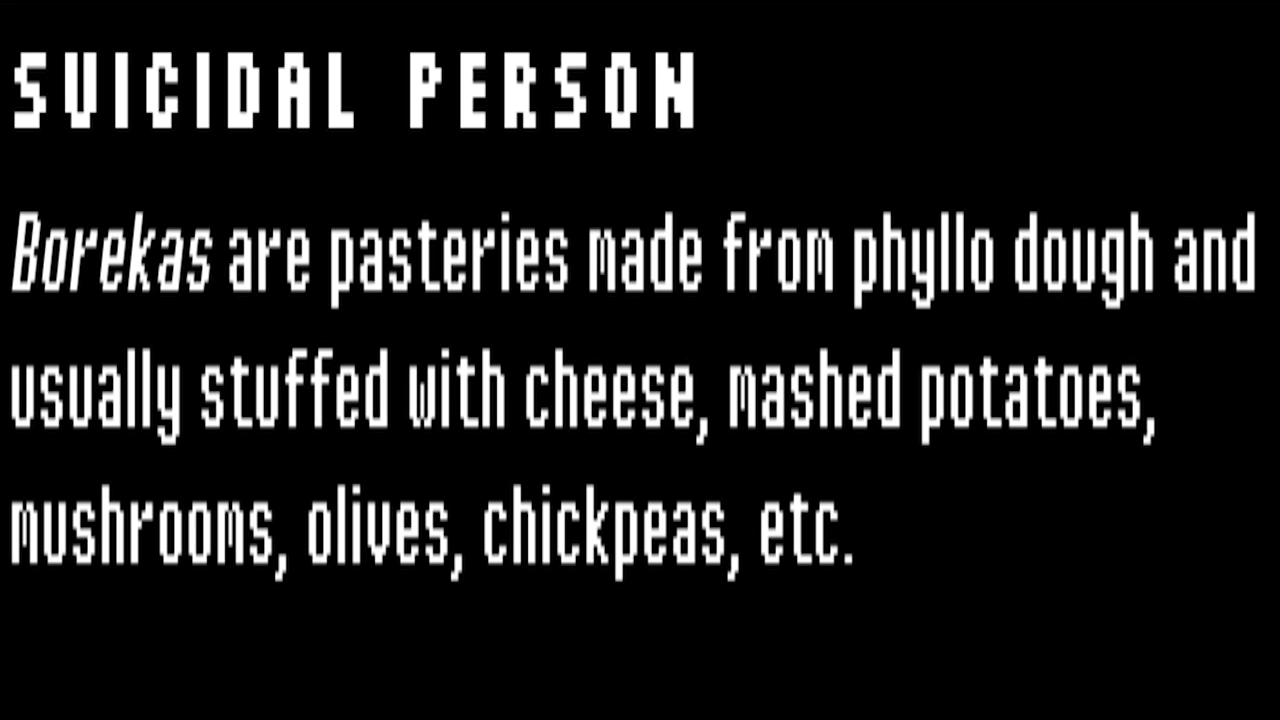 SUICIDAL PERSON
Borekas are pasteries made from phyllo dough and
usually stuffed with cheese, mashed potatoes,
mushrooms, olives, chickpeas, etc.